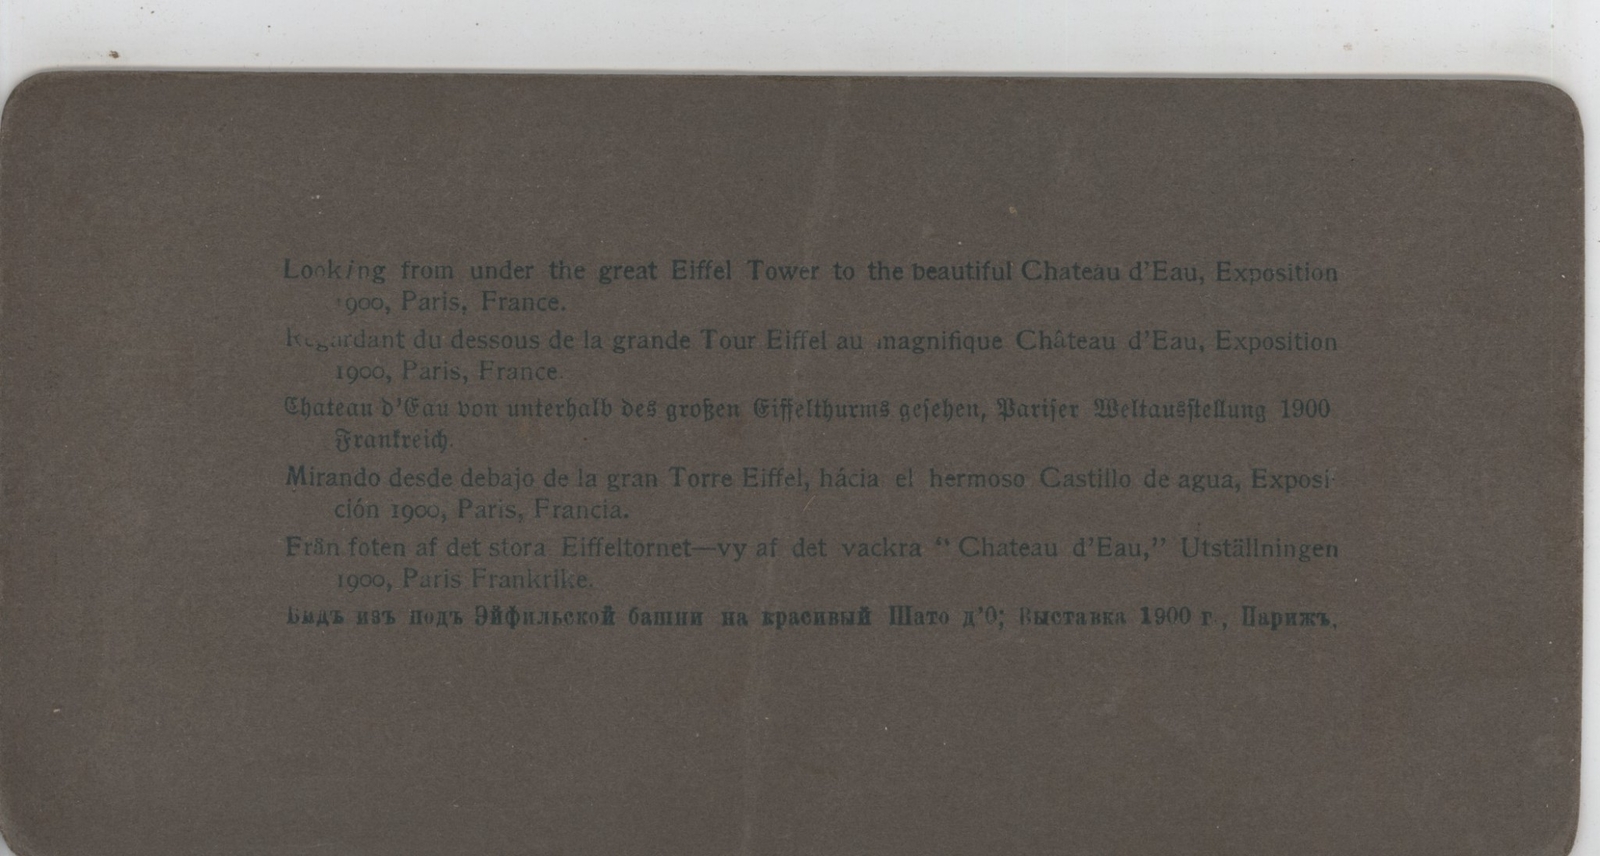 Looking from under the great Eiffel Tower to the beautiful Chateau d'Eau, Exposition
1900, Paris, France.
Regardant du dessous de la grande Tour Eiffel au magnifique Château d'Eau, Exposition
1900, Paris, France.
Chateau d'Eau von unterhalb des großen Eiffelthurms gesehen, Pariser Weltausstellung 1900
Frankreich.
Mirando desde debajo de la gran Torre Eiffel, hácia el hermoso Castillo de agua, Exposi-
ción 1900, Paris, Francia.
Från foten af det stora Eiffeltornet—vy af det vackra “Chateau d'Eau,” Utställningen
1900, Paris Frankrike.
Видъ изъ подъ Эйфильской башни на красивый Шато д'О; Выставка 1900 г., Парижъ.